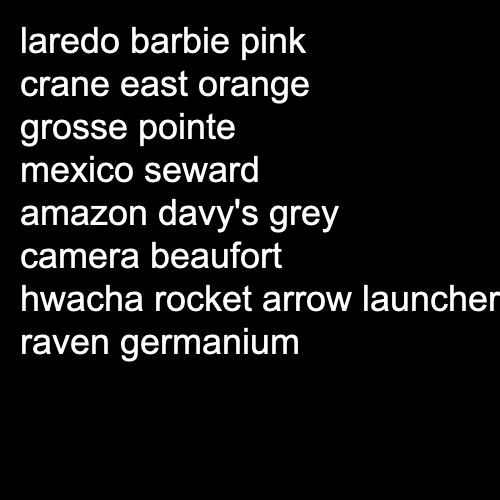 laredo barbie pink
crane east orange
grosse pointe
mexico seward
amazon davy's grey
camera beaufort
hwacha rocket arrow launcher
raven germanium